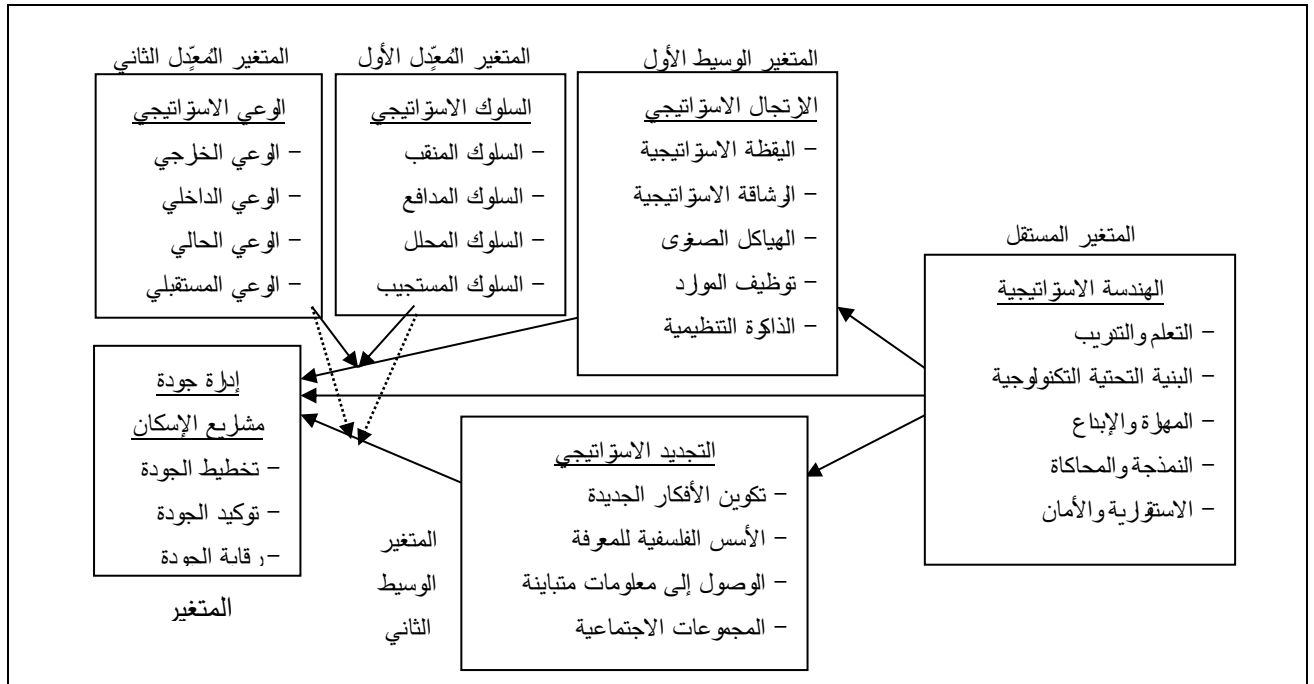 المتغير المستقل
الهندسة الاستراتيجية
- التعلم والتدريب
- البنية التحتية التكنولوجية
- المهارة والإبداع
- النمذجة والمحاكاة
- الاستقرارية والأمان
المتغير الوسيط الأول
الارتجال الاستراتيجي
- اليقظة الاستراتيجية
- الرشاقة الاستراتيجية
- الهياكل الصغرى
- توظيف الموارد
- الذاكرة التنظيمية
المتغير المُعدِّل الأول
السلوك الاستراتيجي
- السلوك المنقب
- السلوك المدافع
- السلوك المحلل
- السلوك المستجيب
المتغير المُعدِّل الثاني
الوعي الاستراتيجي
- الوعي الخارجي
- الوعي الداخلي
- الوعي الحالي
- الوعي المستقبلي
التجديد الاستراتيجي
- تكوين الأفكار الجديدة
- الأسس الفلسفية للمعرفة
- الوصول إلى معلومات متباينة
- المجموعات الاجتماعية
المتغير
الوسيط
الثاني
إدارة جودة
مشاريع الإسكان
- تخطيط الجودة
- توكيد الجودة
- رقابة الجودة
المتغير